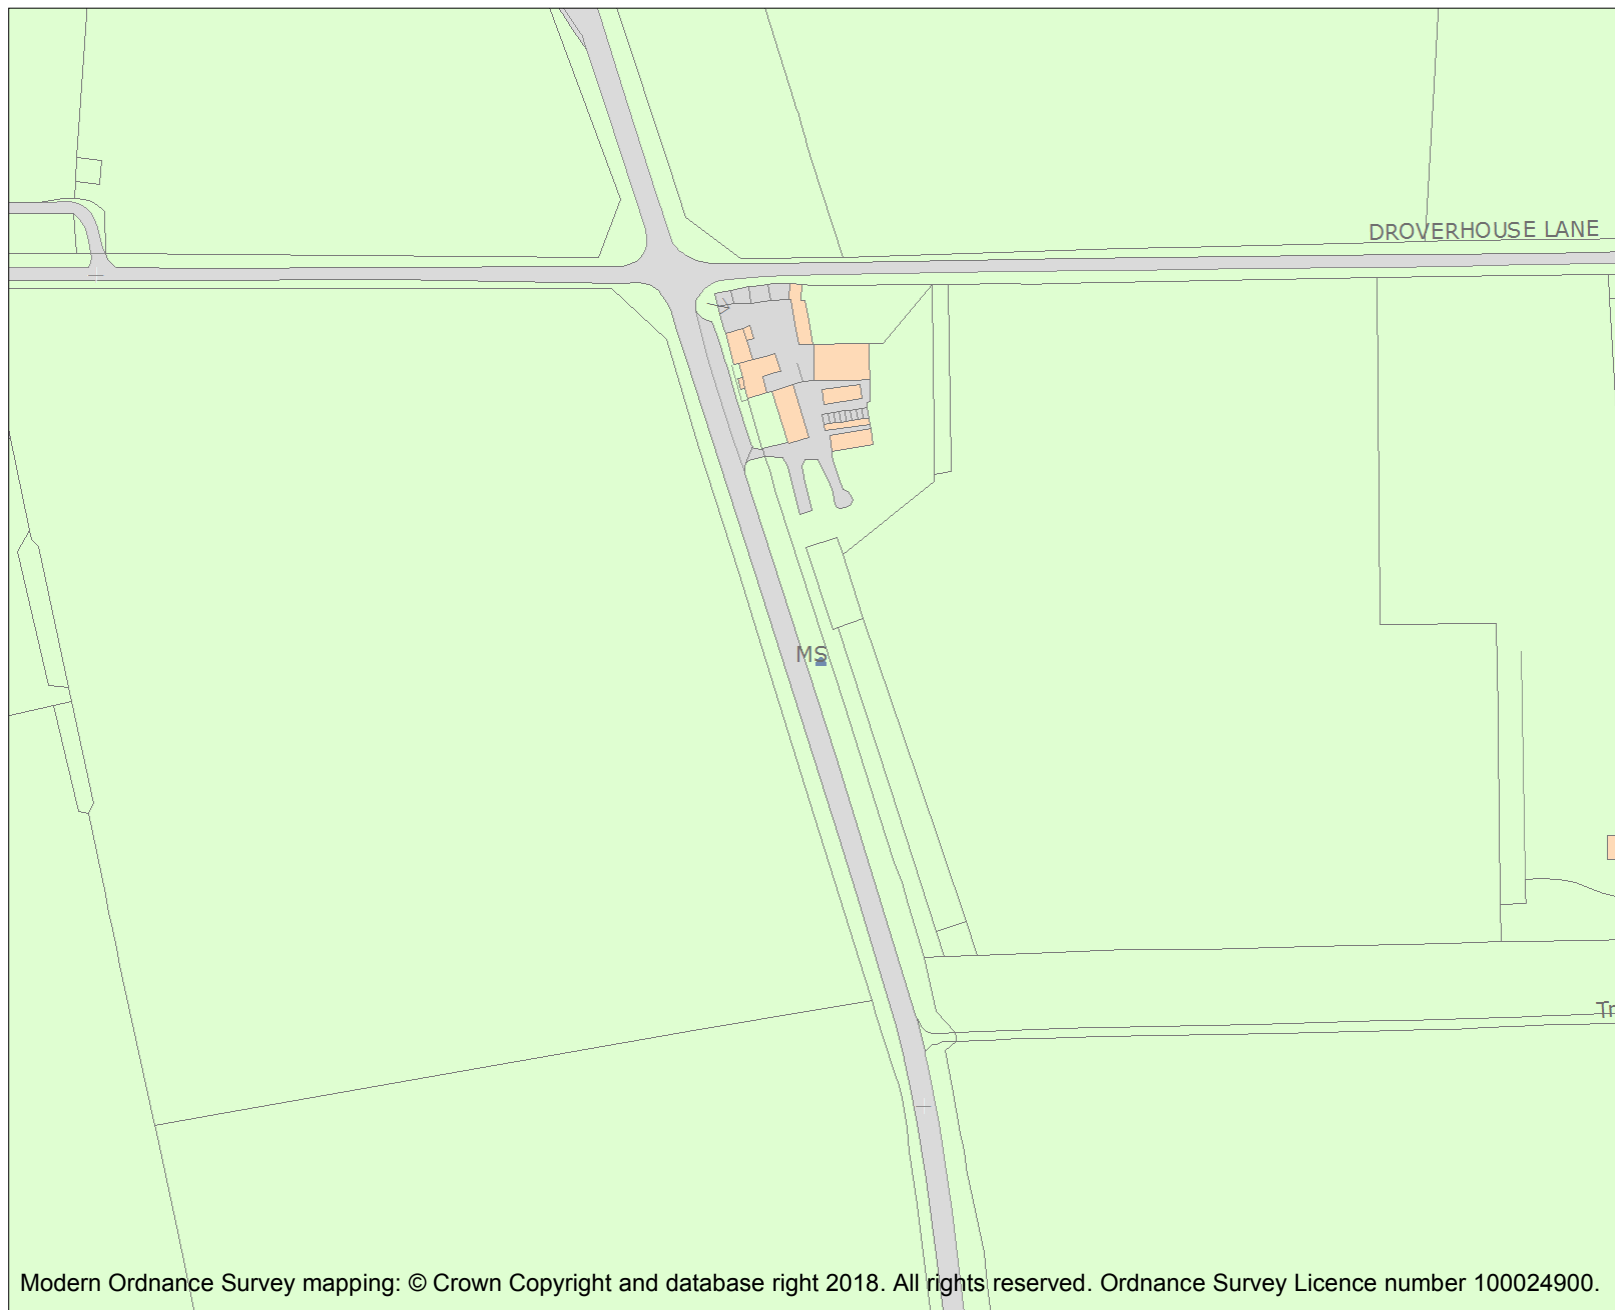 DROVERHOUSE LANE
MS
Tr
Modern Ordnance Survey mapping: © Crown Copyright and database right 2018. All rights reserved. Ordnance Survey Licence number 100024900.